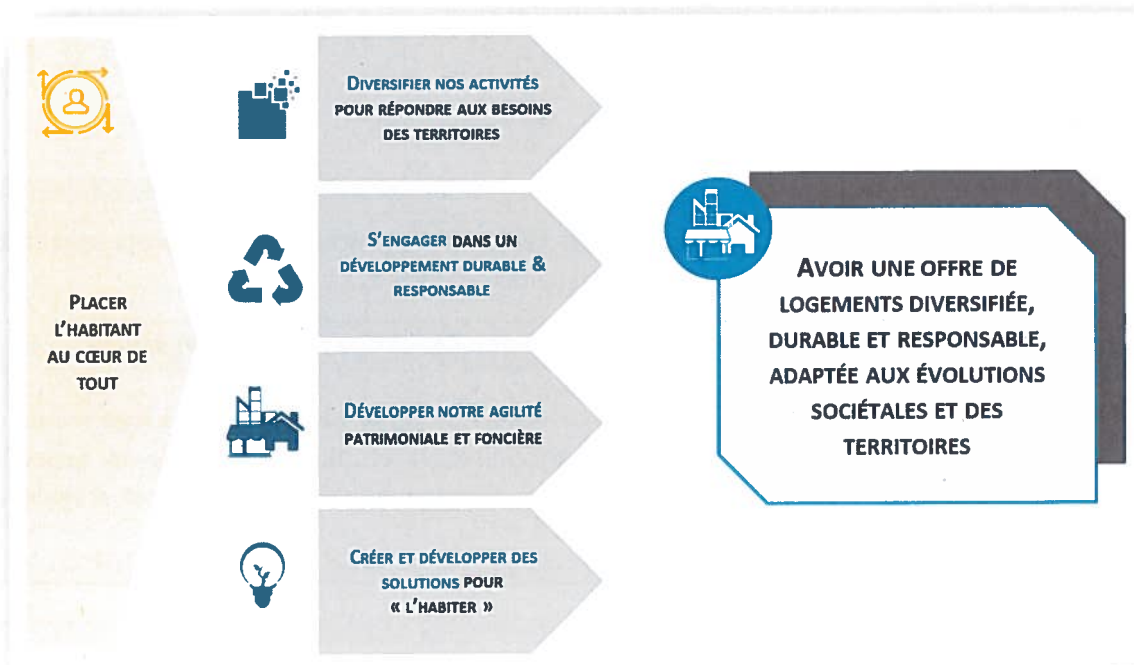 PLACER
L'HABITANT
AU CŒUR DE
TOUT
DIVERSIFIER NOS ACTIVITÉS
POUR RÉPONDRE AUX BESOINS
DES TERRITOIRES
S'ENGAGER DANS UN
DÉVELOPPEMENT DURABLE &
RESPONSABLE
DÉVELOPPER NOTRE AGILITÉ
PATRIMONIALE ET FONCIÈRE
CRÉER ET DÉVELOPPER DES
SOLUTIONS POUR
« L'HABITER »
AVOIR UNE OFFRE DE
LOGEMENTS DIVERSIFIÉE,
DURABLE ET RESPONSABLE,
ADAPTÉE AUX ÉVOLUTIONS
SOCIÉTALES ET DES
TERRITOIRES